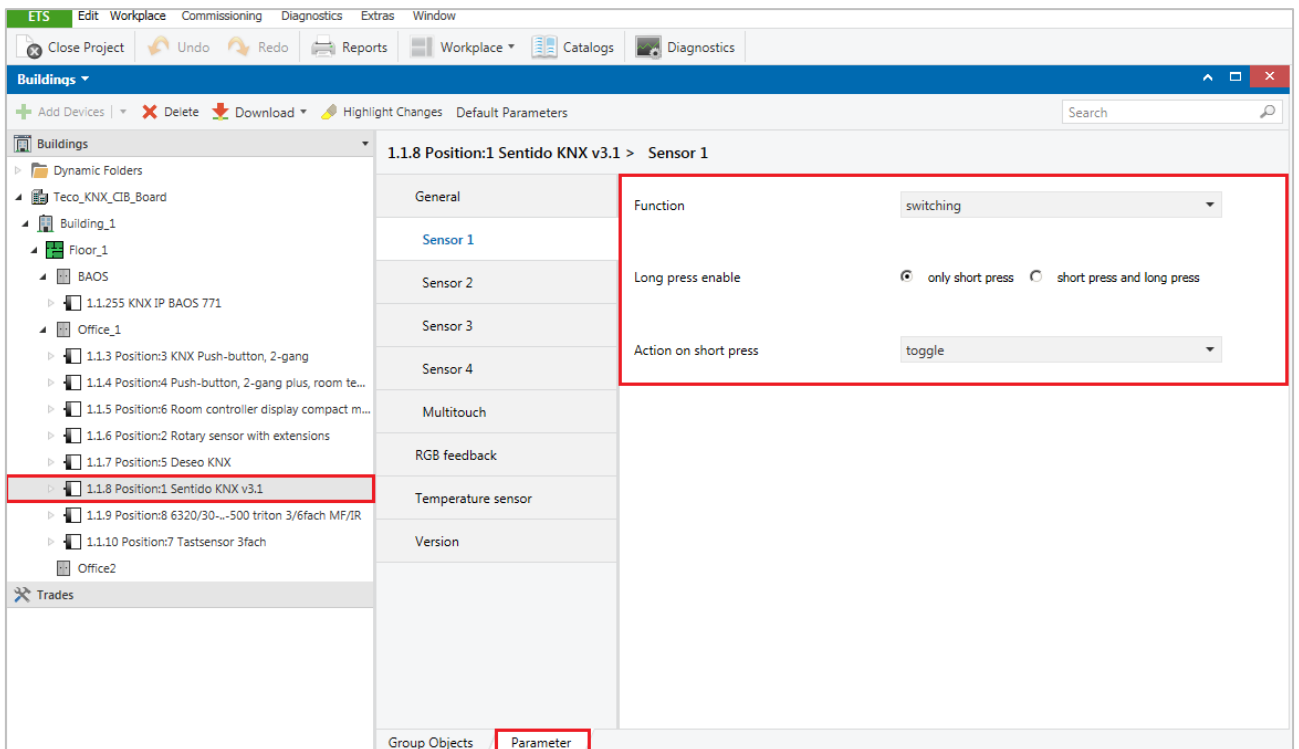 ETS Edit Workplace Commissioning Diagnostics Extras Window
Close Project Undo Redo Reports Workplace Catalogs Diagnostics
Buildings
Add Devices Delete Download Highlight Changes Default Parameters Search
Buildings
Dynamic Folders
Teco_KNX_CIB_Board
Building_1
Floor_1
BAOS
1.1.255 KNX IP BAOS 771
Office_1
1.1.3 Position:3 KNX Push-button, 2-gang
1.1.4 Position:4 Push-button, 2-gang plus, room te...
1.1.5 Position:6 Room controller display compact m...
1.1.6 Position:2 Rotary sensor with extensions
1.1.7 Position:5 Deseo KNX
1.1.8 Position:1 Sentido KNX v3.1
1.1.9 Position:8 6320/30-..-500 triton 3/6fach MF/IR
1.1.10 Position:7 Tastsensor 3fach
Office2
Trades
1.1.8 Position:1 Sentido KNX v3.1 > Sensor 1
General
Sensor 1
Sensor 2
Sensor 3
Sensor 4
Multitouch
RGB feedback
Temperature sensor
Version
Function switching
Long press enable only short press short press and long press
Action on short press toggle
Group Objects Parameter